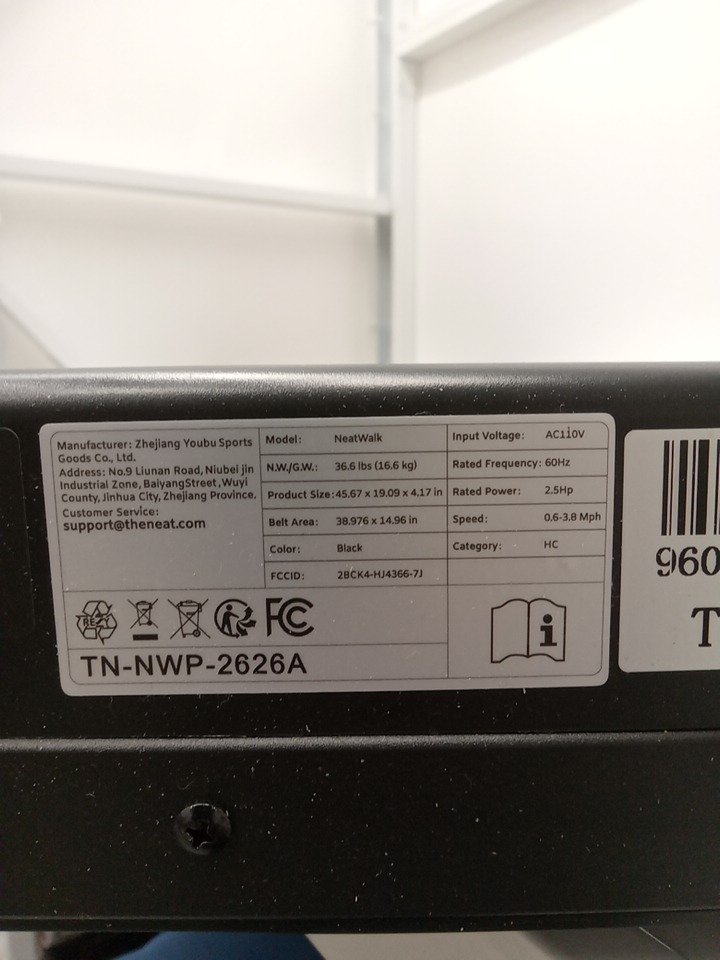 Manufacturer: Zhejiang Youbu Sports
Goods Co., Ltd.
Address: No.9 Liunan Road, Niubei jin
Industrial Zone, BaiyangStreet, Wuyi
County, Jinhua City, Zhejiang Province.
Customer Service:
support@theneat.com
Model: NeatWalk
N.W./G.W.: 36.6 lbs (16.6 kg)
Product Size: 45.67 x 19.09 x 4.17 in
Belt Area: 38.976 x 14.96 in
Color: Black
FCCID: 2BCK4-HJ4366-7J
Input Voltage: AC110V
Rated Frequency: 60Hz
Rated Power: 2.5Hp
Speed: 0.6-3.8 Mph
Category: HC
REZY
FC
i
TN-NWP-2626A
960
T